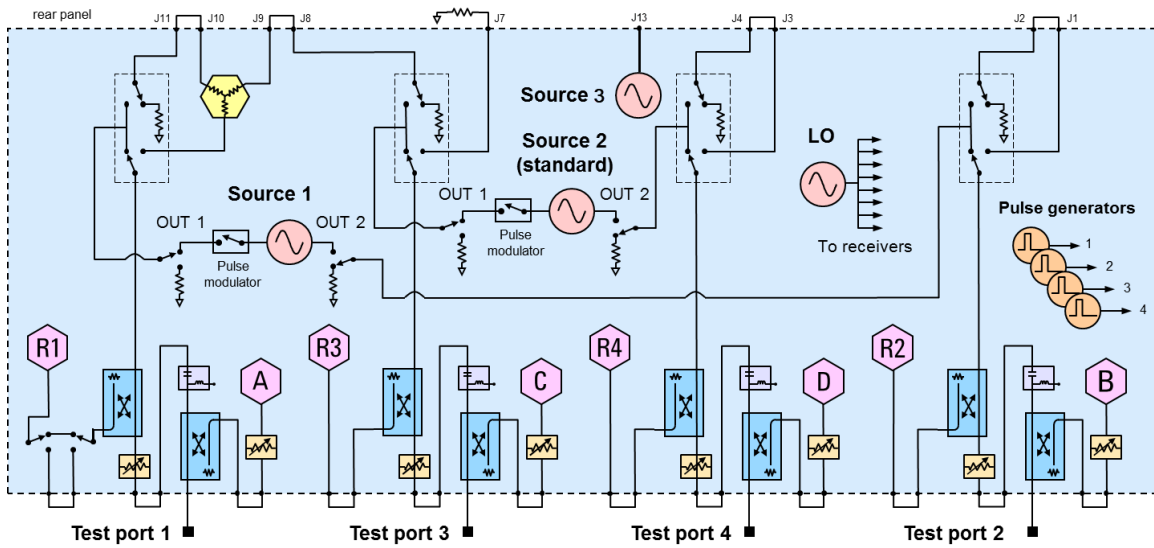 rear panel
J11 J10 J9 J8 J7 J13 J4 J3 J2 J1
Source 3
Source 2
(standard)
LO
Source 1
OUT 1
OUT 2
OUT 1
OUT 2
Pulse
modulator
Pulse
modulator
To receivers
Pulse generators
1
2
3
4
R1
A
R3
C
R4
D
R2
B
Test port 1
Test port 3
Test port 4
Test port 2